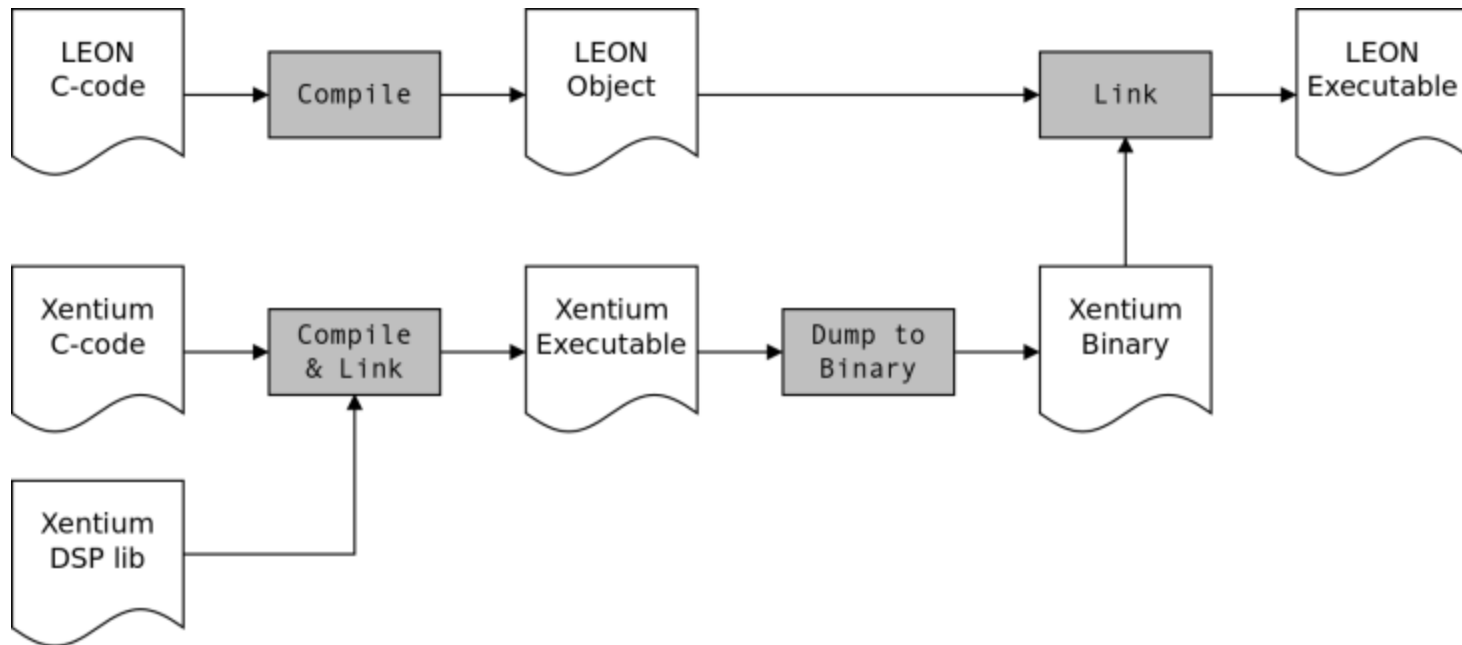 LEON
C-code
Compile
LEON
Object
Link
LEON
Executable
Xentium
C-code
Compile
& Link
Xentium
Executable
Dump to
Binary
Xentium
Binary
Xentium
DSP lib